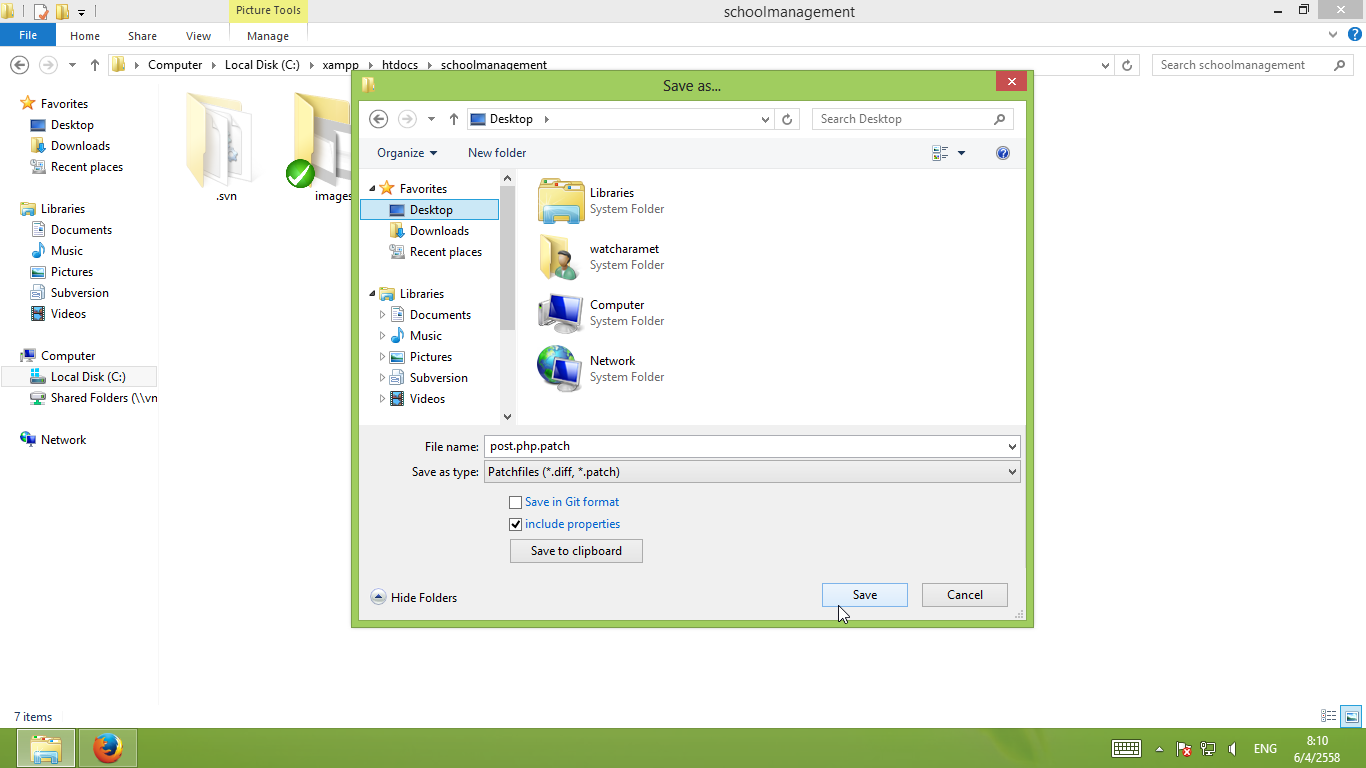 Picture Tools
schoolmanagement
File
Home
Share
View
Manage
Computer
Local Disk (C:)
xampp
htdocs
schoolmanagement
Search schoolmanagement
Favorites
Desktop
Downloads
Recent places
Libraries
Documents
Music
Pictures
Subversion
Videos
Computer
Local Disk (C:)
Shared Folders (\\vn
Network
.svn
images
Save as...
Desktop
Search Desktop
Organize
New folder
Favorites
Desktop
Downloads
Recent places
Libraries
Documents
Music
Pictures
Subversion
Videos
Libraries
System Folder
watcharamet
System Folder
Computer
System Folder
Network
System Folder
File name: post.php.patch
Save as type: Patchfiles (*.diff, *.patch)
Save in Git format
include properties
Save to clipboard
Hide Folders
Save
Cancel
7 items
ENG
8:10
6/4/2558